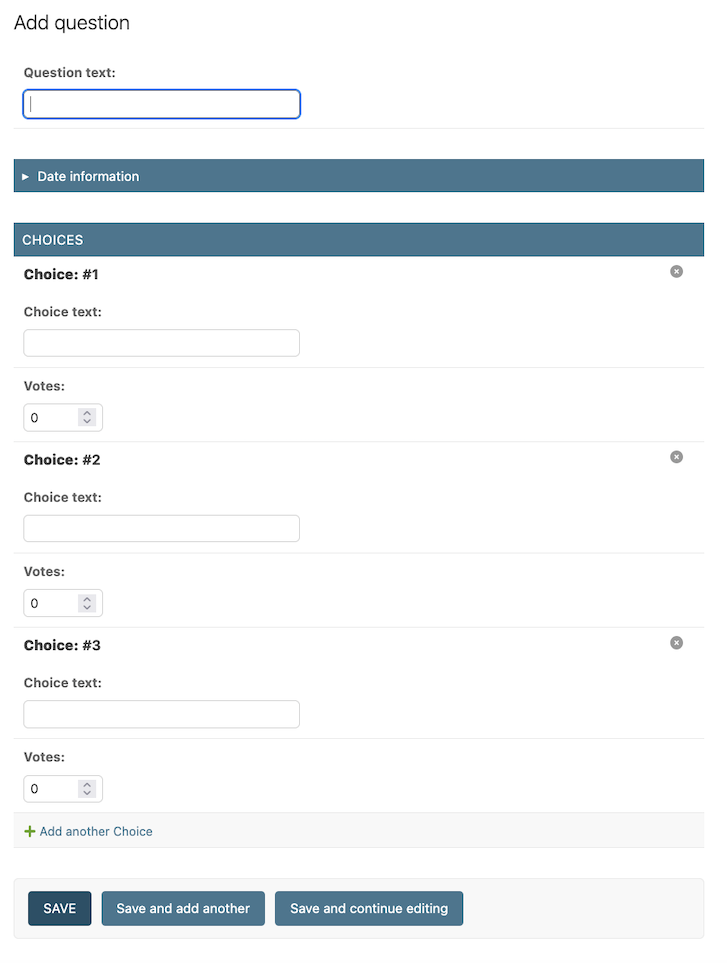 Add question
Question text:
Date information
CHOICES
Choice: #1
Choice text:
Votes:
0
Choice: #2
Choice text:
Votes:
0
Choice: #3
Choice text:
Votes:
0
Add another Choice
SAVE Save and add another Save and continue editing